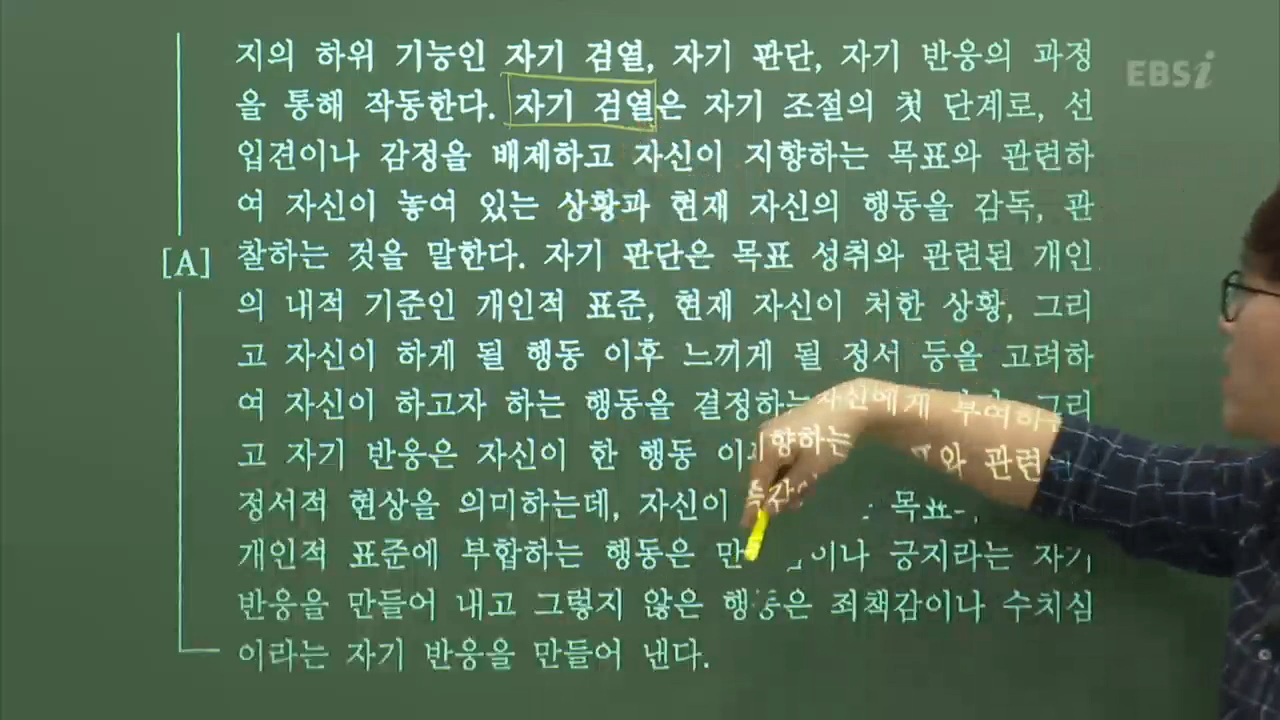 지의 하위 기능인 자기 검열, 자기 판단, 자기 반응의 과정
EBSi
을 통해 작동한다. 자기 검열은 자기 조절의 첫 단계로, 선
입견이나 감정을 배제하고 자신이 지향하는 목표와 관련하
여 자신이 놓여 있는 상황과 현재 자신의 행동을 감독, 관
[A]
찰하는 것을 말한다. 자기 판단은 목표 성취와 관련된 개인
의 내적 기준인 개인적 표준, 현재 자신이 처한 상황, 그리
고 자신이 하게 될 행동 이후 느끼게 될 정서 등을 고려하
여 자신이 하고자 하는 행동을 결정하는 자신에게 그리
고 자기 반응은 자신이 한 행동 지향하는 관련
정서적 현상을 의미하는데, 자신이 목표
개인적 표준에 부합하는 행동은 긍지라는 자기
반응을 만들어 내고 그렇지 않은 행동은 죄책감이나 수치심
이라는 자기 반응을 만들어 낸다.